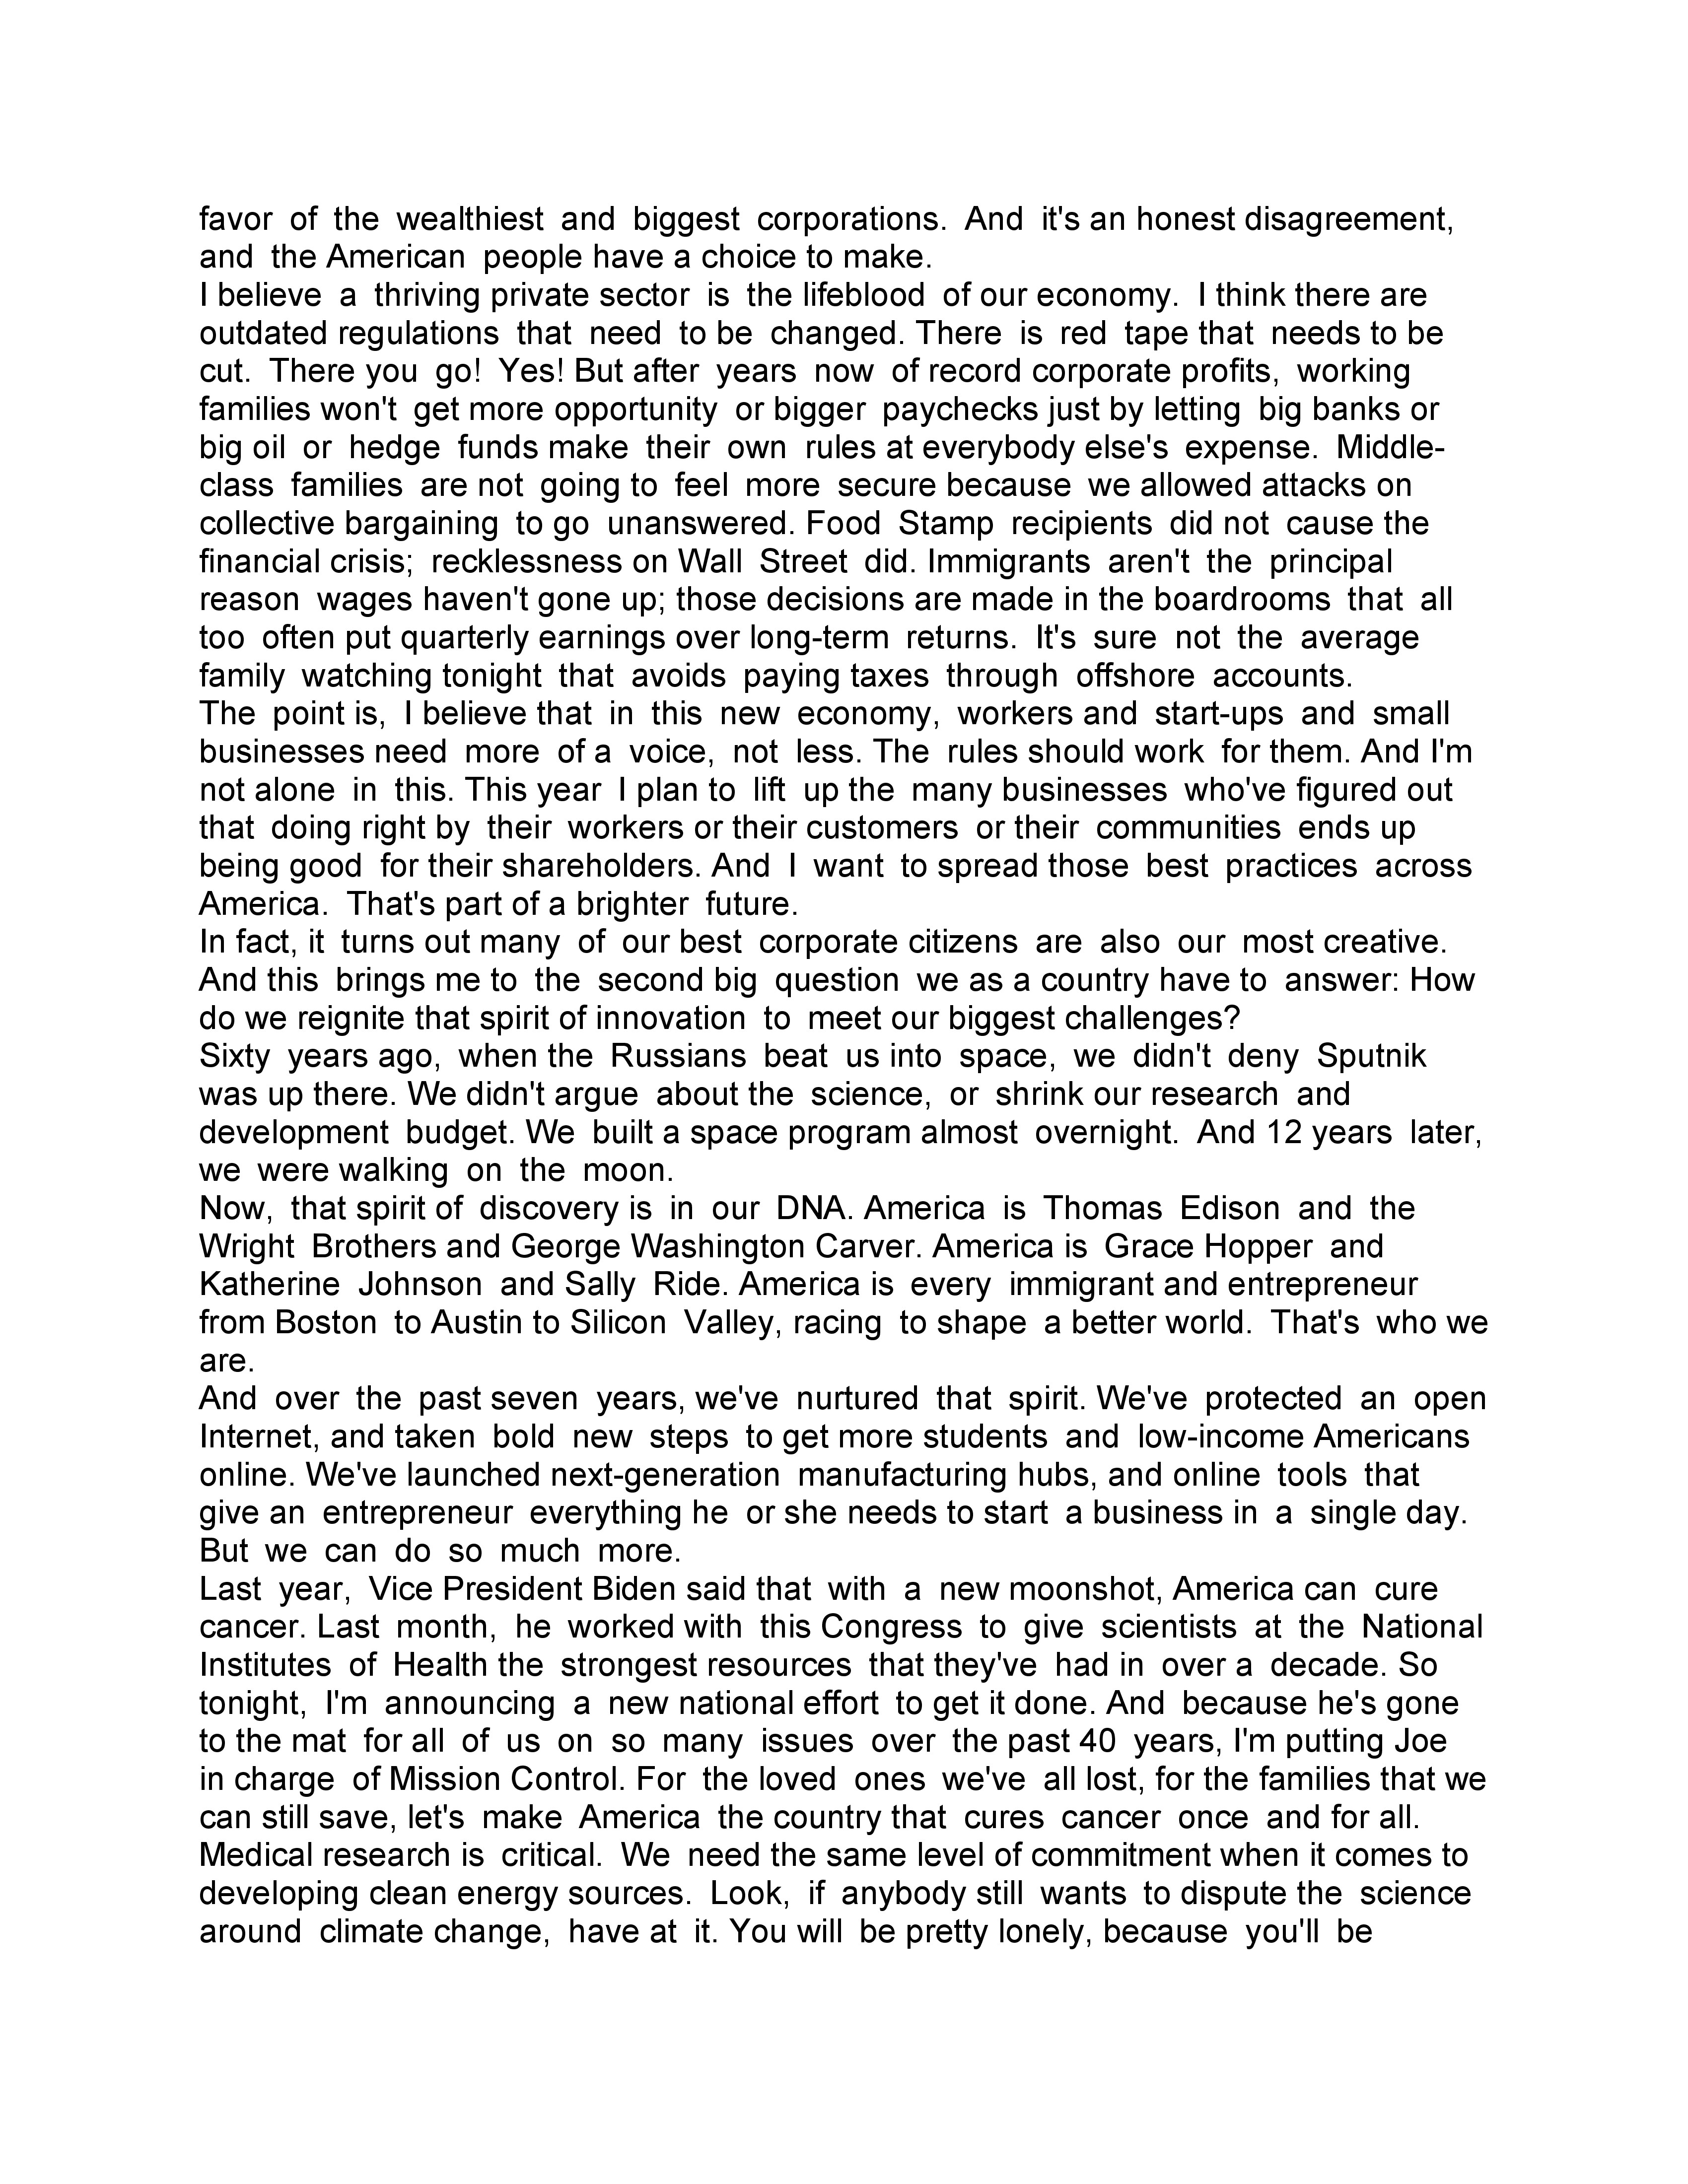 favor of the wealthiest and biggest corporations. And it's an honest disagreement,
and the American people have a choice to make.
I believe a thriving private sector is the lifeblood of our economy. I think there are
outdated regulations that need to be changed. There is red tape that needs to be
cut. There you go! Yes! But after years now of record corporate profits, working
families won't get more opportunity or bigger paychecks just by letting big banks or
big oil or hedge funds make their own rules at everybody else's expense. Middle-
class families are not going to feel more secure because we allowed attacks on
collective bargaining to go unanswered. Food Stamp recipients did not cause the
financial crisis; recklessness on Wall Street did. Immigrants aren't the principal
reason wages haven't gone up; those decisions are made in the boardrooms that all
too often put quarterly earnings over long-term returns. It's sure not the average
family watching tonight that avoids paying taxes through offshore accounts.
The point is, I believe that in this new economy, workers and start-ups and small
businesses need more of a voice, not less. The rules should work for them. And I'm
not alone in this. This year I plan to lift up the many businesses who've figured out
that doing right by their workers or their customers or their communities ends up
being good for their shareholders. And I want to spread those best practices across
America. That's part of a brighter future.
In fact, it turns out many of our best corporate citizens are also our most creative.
And this brings me to the second big question we as a country have to answer: How
do we reignite that spirit of innovation to meet our biggest challenges?
Sixty years ago, when the Russians beat us into space, we didn't deny Sputnik
was up there. We didn't argue about the science, or shrink our research and
development budget. We built a space program almost overnight. And 12 years later,
we were walking on the moon.
Now, that spirit of discovery is in our DNA. America is Thomas Edison and the
Wright Brothers and George Washington Carver. America is Grace Hopper and
Katherine Johnson and Sally Ride. America is every immigrant and entrepreneur
from Boston to Austin to Silicon Valley, racing to shape a better world. That's who we
are.
And over the past seven years, we've nurtured that spirit. We've protected an open
Internet, and taken bold new steps to get more students and low-income Americans
online. We've launched next-generation manufacturing hubs, and online tools that
give an entrepreneur everything he or she needs to start a business in a single day.
But we can do so much more.
Last year, Vice President Biden said that with a new moonshot, America can cure
cancer. Last month, he worked with this Congress to give scientists at the National
Institutes of Health the strongest resources that they've had in over a decade. So
tonight, I'm announcing a new national effort to get it done. And because he's gone
to the mat for all of us on so many issues over the past 40 years, I'm putting Joe
in charge of Mission Control. For the loved ones we've all lost, for the families that we
can still save, let's make America the country that cures cancer once and for all.
Medical research is critical. We need the same level of commitment when it comes to
developing clean energy sources. Look, if anybody still wants to dispute the science
around climate change, have at it. You will be pretty lonely, because you'll be